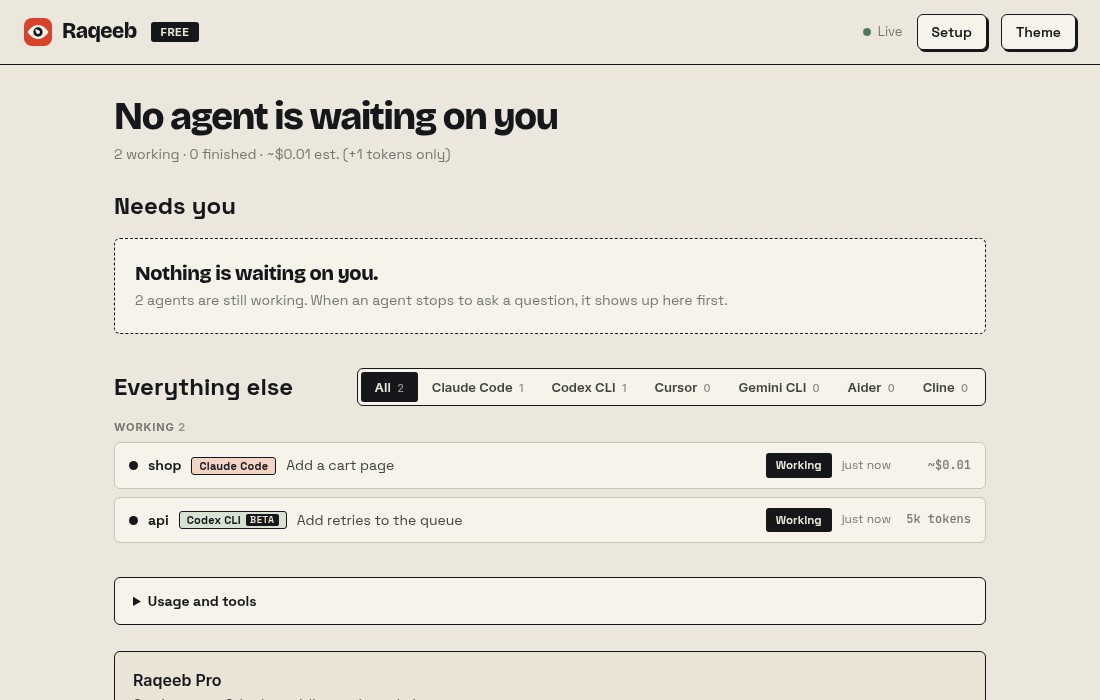 Raqeeb FREE Live Setup Theme
No agent is waiting on you
2 working · 0 finished · ~$0.01 est. (+1 tokens only)
Needs you
Nothing is waiting on you.
2 agents are still working. When an agent stops to ask a question, it shows up here first.
Everything else All 2 Claude Code 1 Codex CLI 1 Cursor 0 Gemini CLI 0 Aider 0 Cline 0
WORKING 2
shop Claude Code Add a cart page Working just now ~$0.01
api Codex CLI BETA Add retries to the queue Working just now 5k tokens
Usage and tools
Raqeeb Pro